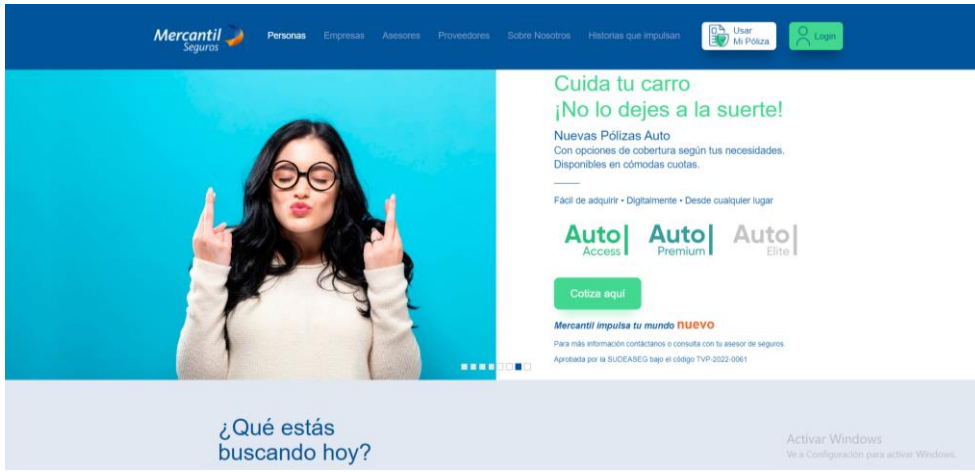 Mercantil
Seguros
Personas
Empresas
Asesores
Proveedores
Sobre Nosotros
Historias que impulsan
Usar
Mi Póliza
Login
Cuida tu carro
¡No lo dejes a la suerte!
Nuevas Pólizas Auto
Con opciones de cobertura según tus necesidades.
Disponibles en cómodas cuotas.
Fácil de adquirir • Digitalmente • Desde cualquier lugar
Auto
Access
Auto
Premium
Auto
Elite
Cotiza aquí
Mercantil impulsa tu mundo nuevo
Para más información contáctanos o consulta con tu asesor de seguros.
Aprobada por la SUDEASEG bajo el código TVP-2022-0061
¿Qué estás
buscando hoy?
Activar Windows
Ve a Configuración para activar Windows.